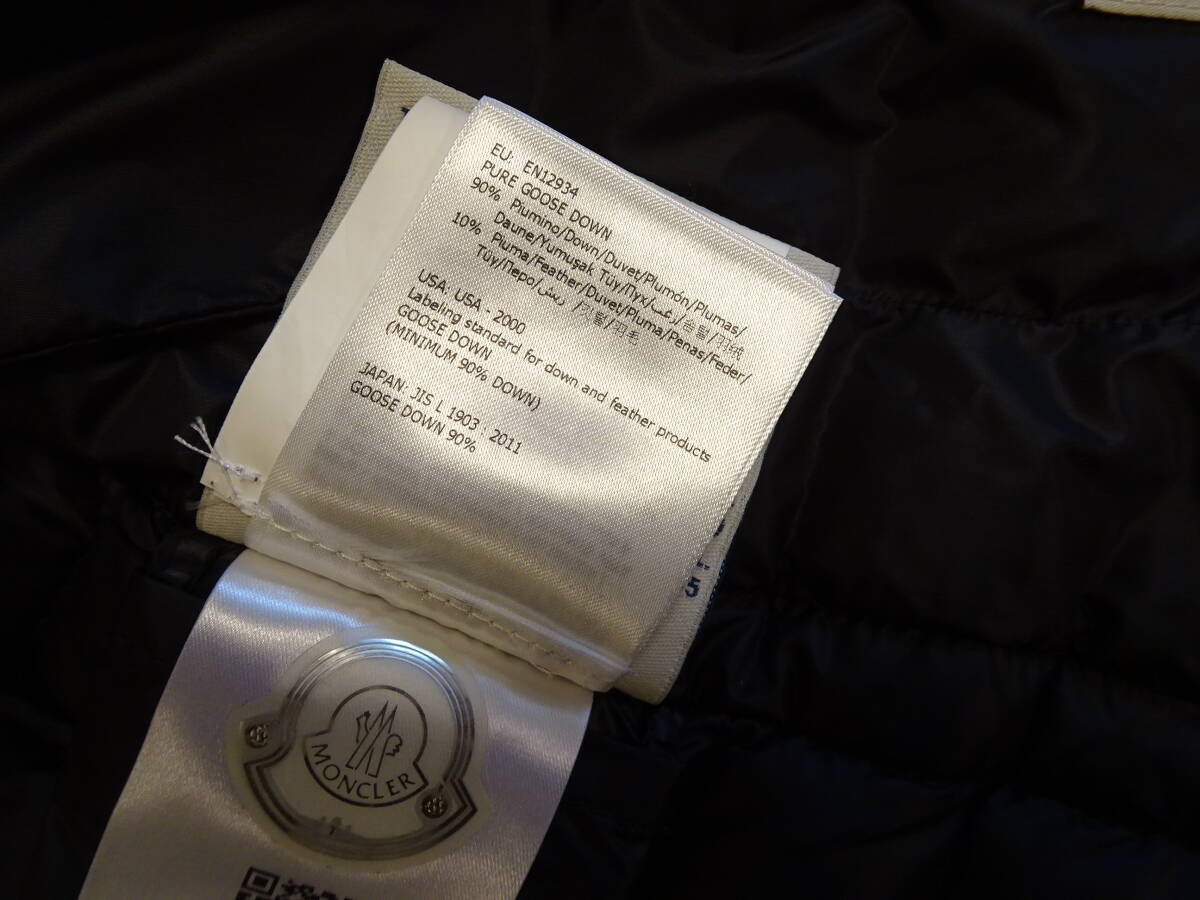 EU: EN12934
PURE GOOSE DOWN
90% Piumino/Down/Duvet/Plumón/Plumas/
Daune/Yumuşak Tüy/Пух/زغب/솜털/羽绒
10% Piuma/Feather/Duvet/Pluma/Penas/Feder/
Tüy/Перо/ريش/깃털/羽毛
USA: USA - 2000
Labeling standard for down and feather products
GOOSE DOWN
(MINIMUM 90% DOWN)
JAPAN: JIS L 1903 : 2011
GOOSE DOWN 90%
5
MONCLER